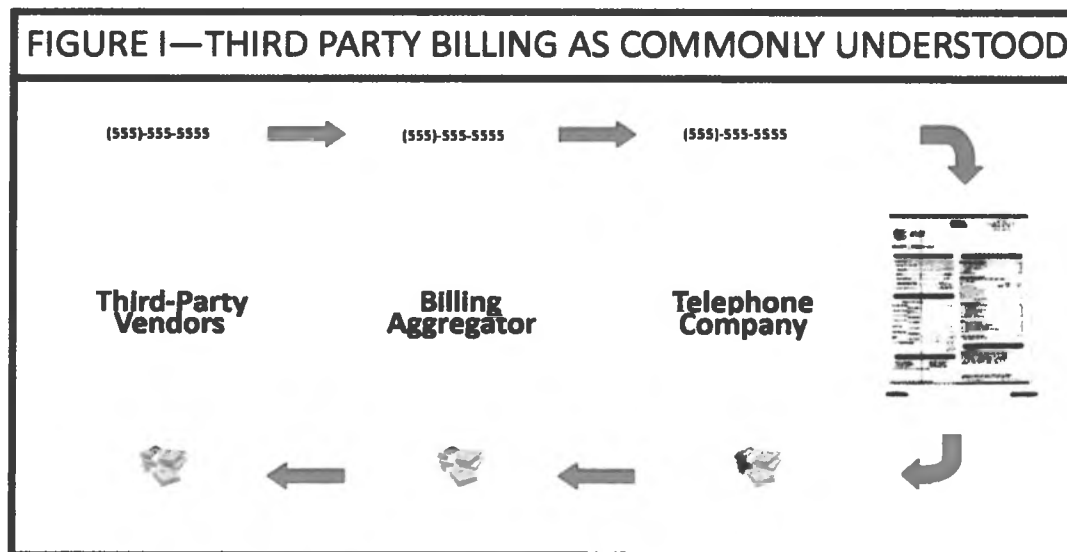 FIGURE I—THIRD PARTY BILLING AS COMMONLY UNDERSTOOD
(555)-555-5555
(555)-555-5555
(555)-555-5555
Third-Party
Vendors
Billing
Aggregator
Telephone
Company